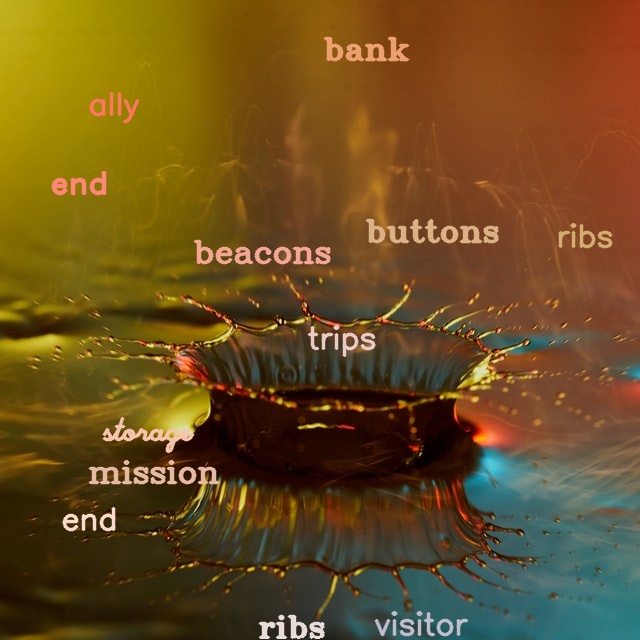 bank
ally
end
buttons
ribs
beacons
trips
storage
mission
end
ribs
visitor